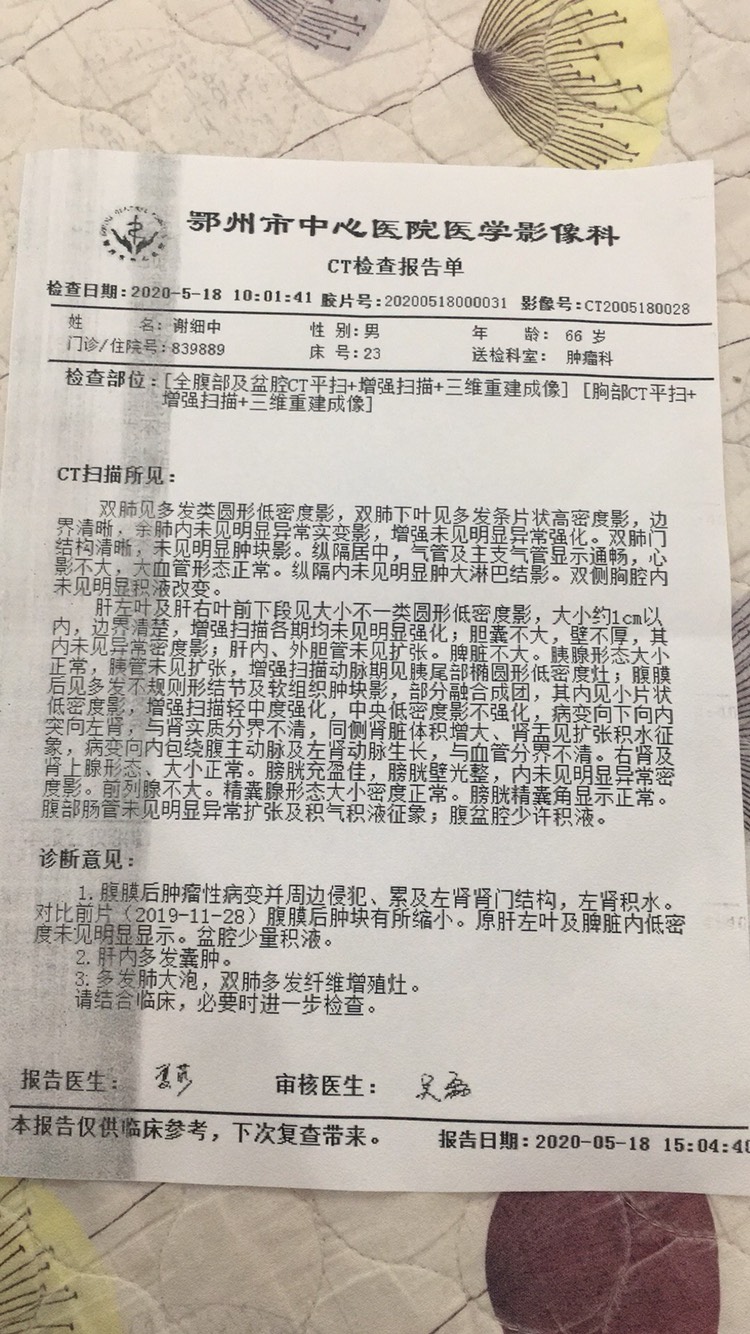 鄂州市中心医院医学影像科
CT检查报告单
检查日期:2020-5-18 10:01:41 胶片号:20200518000031 影像号:CT2005180028
姓 名:谢细中 性 别:男 年 龄: 66 岁
门诊/住院号:839889 床 号:23 送检科室: 肿瘤科
检查部位:[全腹部及盆腔CT平扫+增强扫描+三维重建成像] [胸部CT平扫+
增强扫描+三维重建成像]
CT扫描所见:
双肺见多发类圆形低密度影，双肺下叶见多发条片状高密度影，边
界清晰，余肺内未见明显异常实变影，增强未见明显异常强化。双肺门
结构清晰，未见明显肿块影。纵隔居中，气管及主支气管显示通畅，心
影不大，大血管形态正常。纵隔内未见明显肿大淋巴结影。双侧胸腔内
未见明显积液改变。
肝左叶及肝右叶前下段见大小不一类圆形低密度影，大小约1cm以
内，边界清楚，增强扫描各期均未见明显强化；胆囊不大，壁不厚，其
内未见异常密度影；肝内、外胆管未见扩张。脾脏不大。胰腺形态大小
正常，胰管未见扩张，增强扫描动脉期见胰尾部椭圆形低密度灶；腹膜
后见多发不规则形结节及软组织肿块影，部分融合成团，其内见小片状
低密度影，增强扫描轻中度强化，中央低密度影不强化，病变向下向内
突向左肾，与肾实质分界不清，同侧肾脏体积增大、肾盂见扩张积水征
象，病变向内包绕腹主动脉及左肾动脉生长，与血管分界不清。右肾及
肾上腺形态、大小正常。膀胱充盈佳，膀胱壁光整，内未见明显异常密
度影。前列腺不大。精囊腺形态大小密度正常。膀胱精囊角显示正常。
腹部肠管未见明显异常扩张及积气积液征象；腹盆腔少许积液。
诊断意见:
1.腹膜后肿瘤性病变并周边侵犯、累及左肾肾门结构，左肾积水。
对比前片（2019-11-28）腹膜后肿块有所缩小。原肝左叶及脾脏内低密
度未见明显显示。盆腔少量积液。
2.肝内多发囊肿。
3.多发肺大泡，双肺多发纤维增殖灶。
请结合临床，必要时进一步检查。
报告医生: 审核医生:
本报告仅供临床参考，下次复查带来。 报告日期:2020-05-18 15:04:40